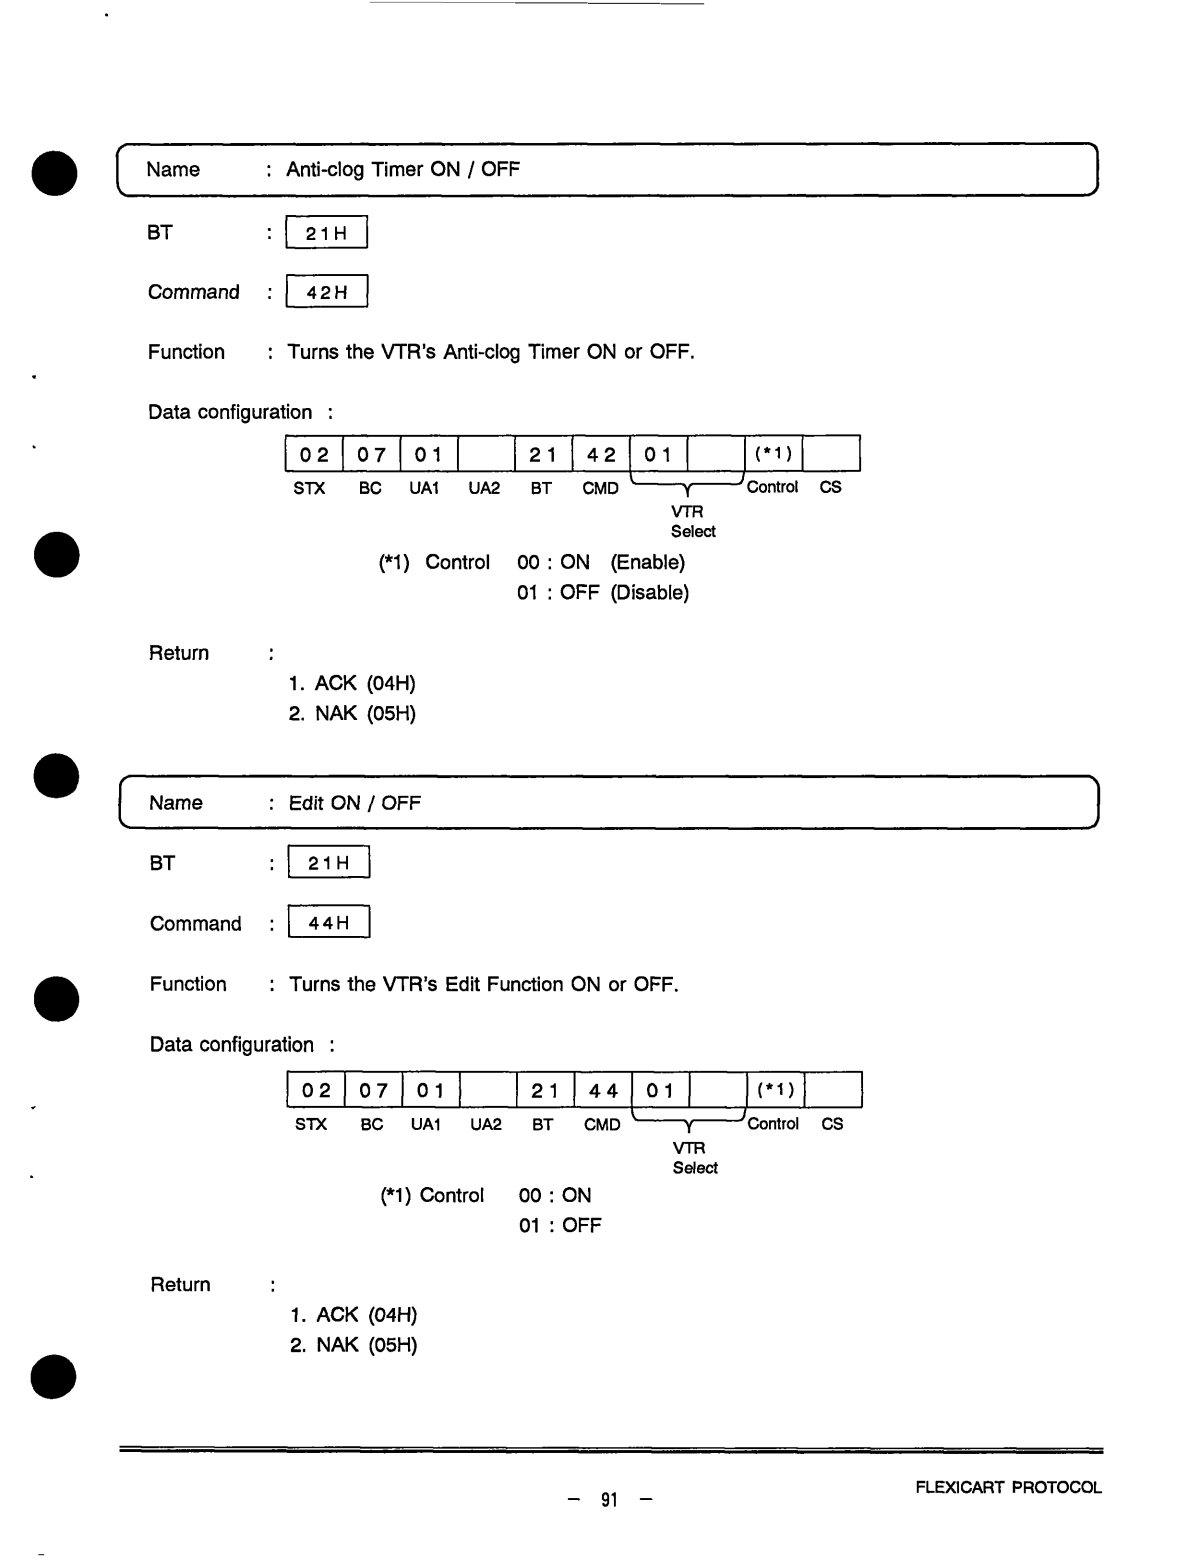 Name : Anti-clog Timer ON / OFF
BT : 21H
Command : 42H
Function : Turns the VTR's Anti-clog Timer ON or OFF.
Data configuration :
02 07 01 21 42 01 (*1)
STX BC UA1 UA2 BT CMD Control CS
VTR
Select
(*1) Control 00 : ON (Enable)
01 : OFF (Disable)
Return :
1. ACK (04H)
2. NAK (05H)
Name : Edit ON / OFF
BT : 21H
Command : 44H
Function : Turns the VTR's Edit Function ON or OFF.
Data configuration :
02 07 01 21 44 01 (*1)
STX BC UA1 UA2 BT CMD Control CS
VTR
Select
(*1) Control 00 : ON
01 : OFF
Return :
1. ACK (04H)
2. NAK (05H)
FLEXICART PROTOCOL
– 91 –